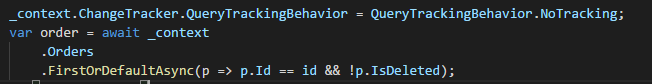 _context.ChangeTracker.QueryTrackingBehavior = QueryTrackingBehavior.NoTracking;
var order = await _context
    .Orders
    .FirstOrDefaultAsync(p => p.Id == id && !p.IsDeleted);